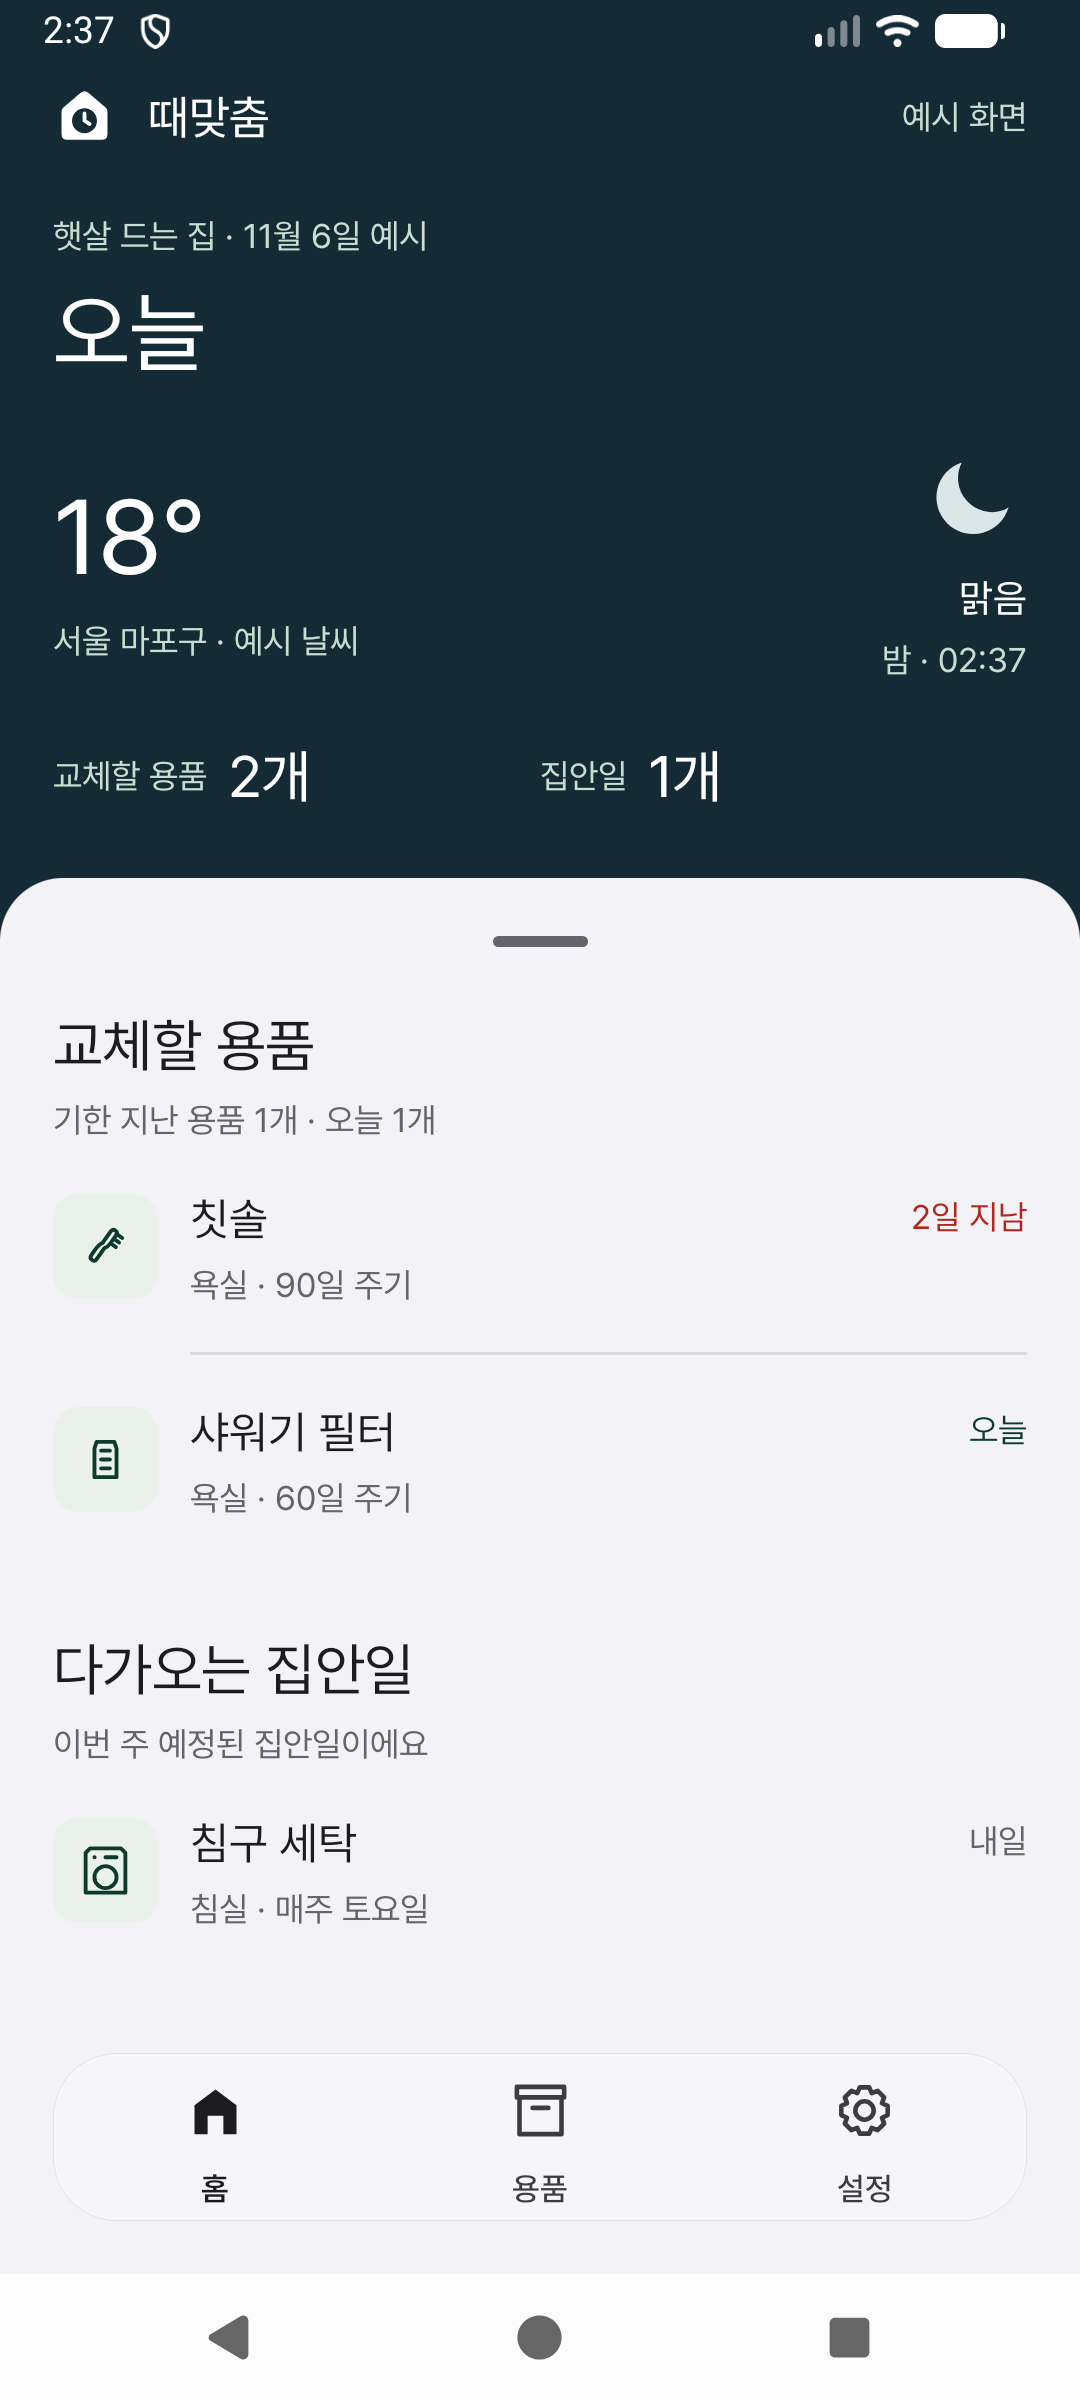 2:37
때맞춤
예시 화면
햇살 드는 집 · 11월 6일 예시
오늘
18°
맑음
서울 마포구 · 예시 날씨
밤 · 02:37
교체할 용품 2개
집안일 1개
교체할 용품
기한 지난 용품 1개 · 오늘 1개
칫솔
2일 지남
욕실 · 90일 주기
샤워기 필터
오늘
욕실 · 60일 주기
다가오는 집안일
이번 주 예정된 집안일이에요
침구 세탁
내일
침실 · 매주 토요일
홈
용품
설정